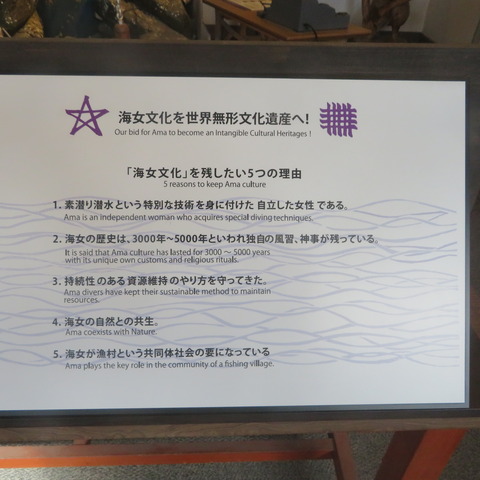 海女文化を世界無形文化遺産へ!
Our bid for Ama to become an Intangible Cultural Heritages !
「海女文化」を残したい5つの理由
5 reasons to keep Ama culture
1. 素潜り潜水という特別な技術を身に付けた 自立した女性 である。
Ama is an independent woman who acquires special diving techniques.
2. 海女の歴史は、3000年〜5000年といわれ独自の風習、神事が残っている。
It is said that Ama culture has lasted for 3000 〜 5000 years
with its unique own customs and religious rituals.
3. 持続性のある資源維持のやり方を守ってきた。
Ama divers have kept their sustainable method to maintain
resources.
4. 海女の自然との共生。
Ama coexists with Nature.
5. 海女が漁村という共同体社会の要になっている
Ama plays the key role in the community of a fishing village.